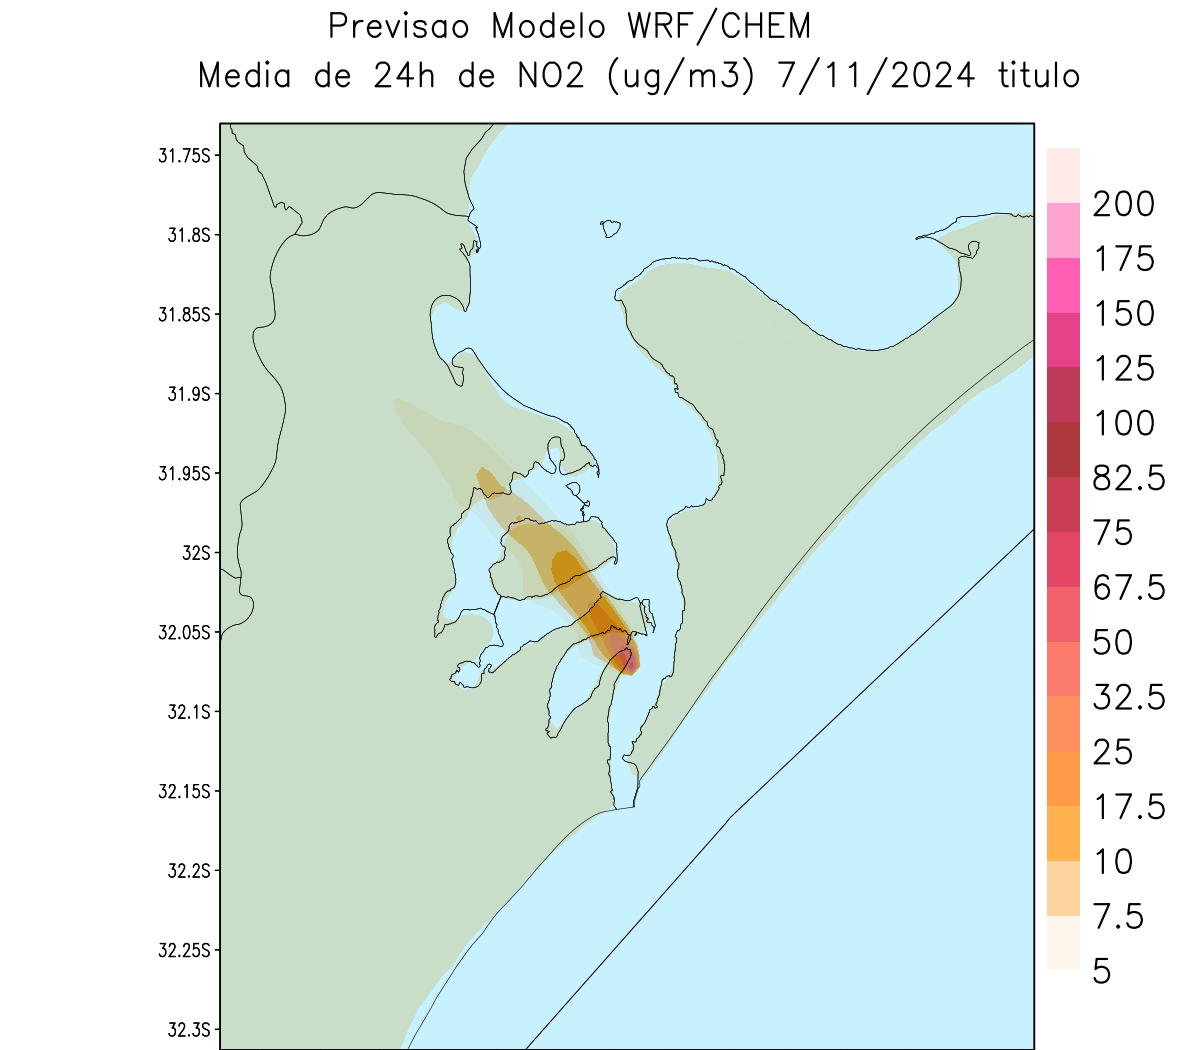 Previsao Modelo WRF/CHEM
Media de 24h de NO2 (ug/m3) 7/11/2024 titulo
31.75S
31.8S
31.85S
31.9S
31.95S
32S
32.05S
32.1S
32.15S
32.2S
32.25S
32.3S
200
175
150
125
100
82.5
75
67.5
50
32.5
25
17.5
10
7.5
5